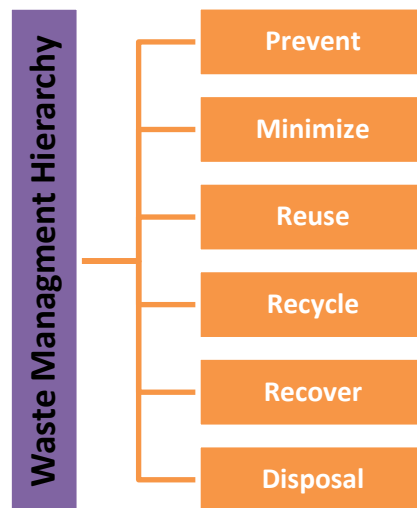 Waste Managment Hierarchy
Prevent
Minimize
Reuse
Recycle
Recover
Disposal